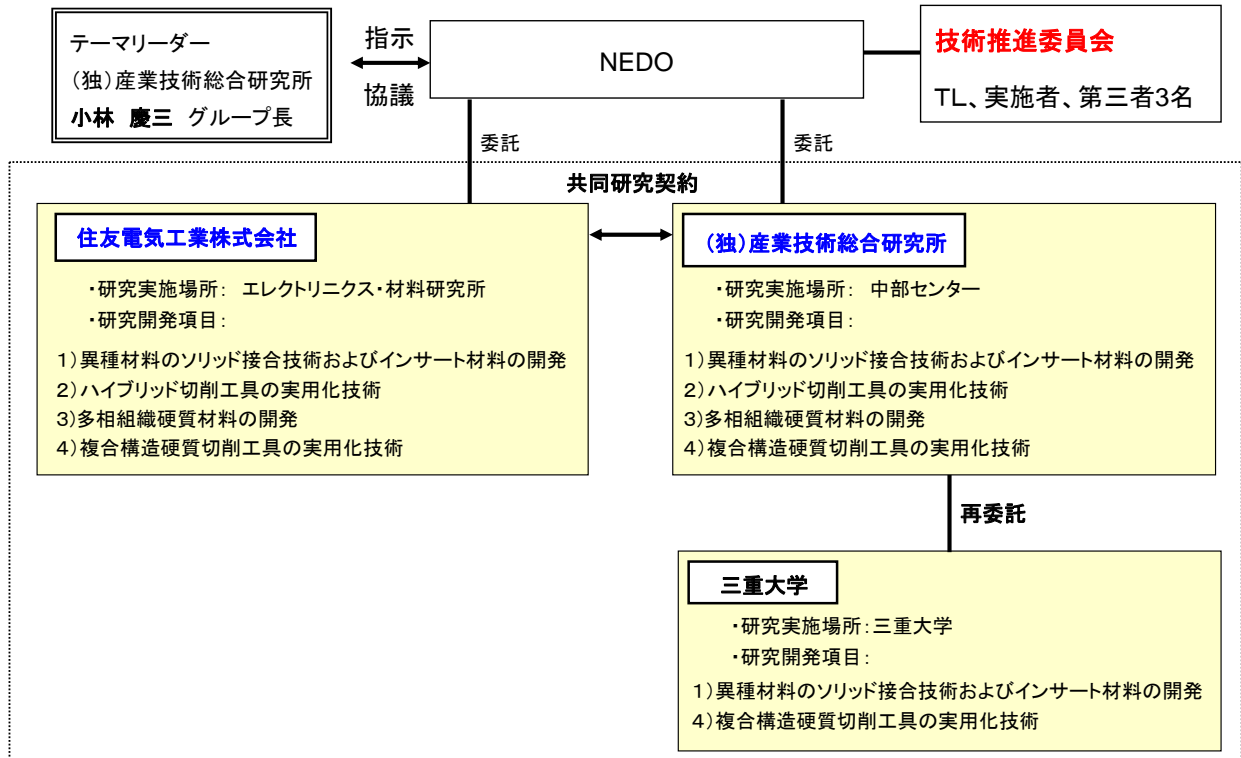 テーマリーダー
(独)産業技術総合研究所
小林 慶三 グループ長
指示
協議
NEDO
技術推進委員会
TL、実施者、第三者3名
委託
委託
共同研究契約
住友電気工業株式会社
・研究実施場所: エレクトリニクス・材料研究所
・研究開発項目:
1)異種材料のソリッド接合技術およびインサート材料の開発
2)ハイブリッド切削工具の実用化技術
3)多相組織硬質材料の開発
4)複合構造硬質切削工具の実用化技術
(独)産業技術総合研究所
・研究実施場所: 中部センター
・研究開発項目:
1)異種材料のソリッド接合技術およびインサート材料の開発
2)ハイブリッド切削工具の実用化技術
3)多相組織硬質材料の開発
4)複合構造硬質切削工具の実用化技術
再委託
三重大学
・研究実施場所:三重大学
・研究開発項目:
1)異種材料のソリッド接合技術およびインサート材料の開発
4)複合構造硬質切削工具の実用化技術